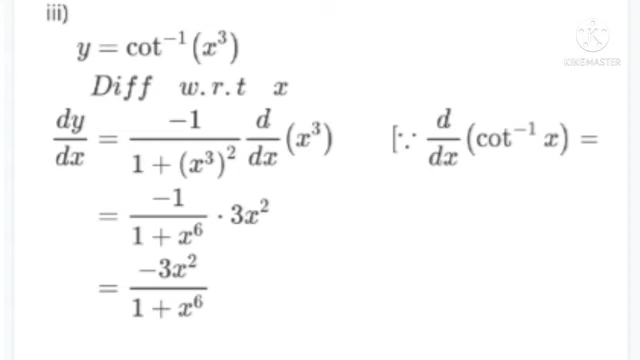 iii)
y = cot⁻¹(x³)
Diff w.r.t x
dy/dx = -1/(1 + (x³)²) d/dx (x³) [∵ d/dx (cot⁻¹ x) =
= -1/(1 + x⁶) · 3x²
= -3x²/(1 + x⁶)
KINEMASTER